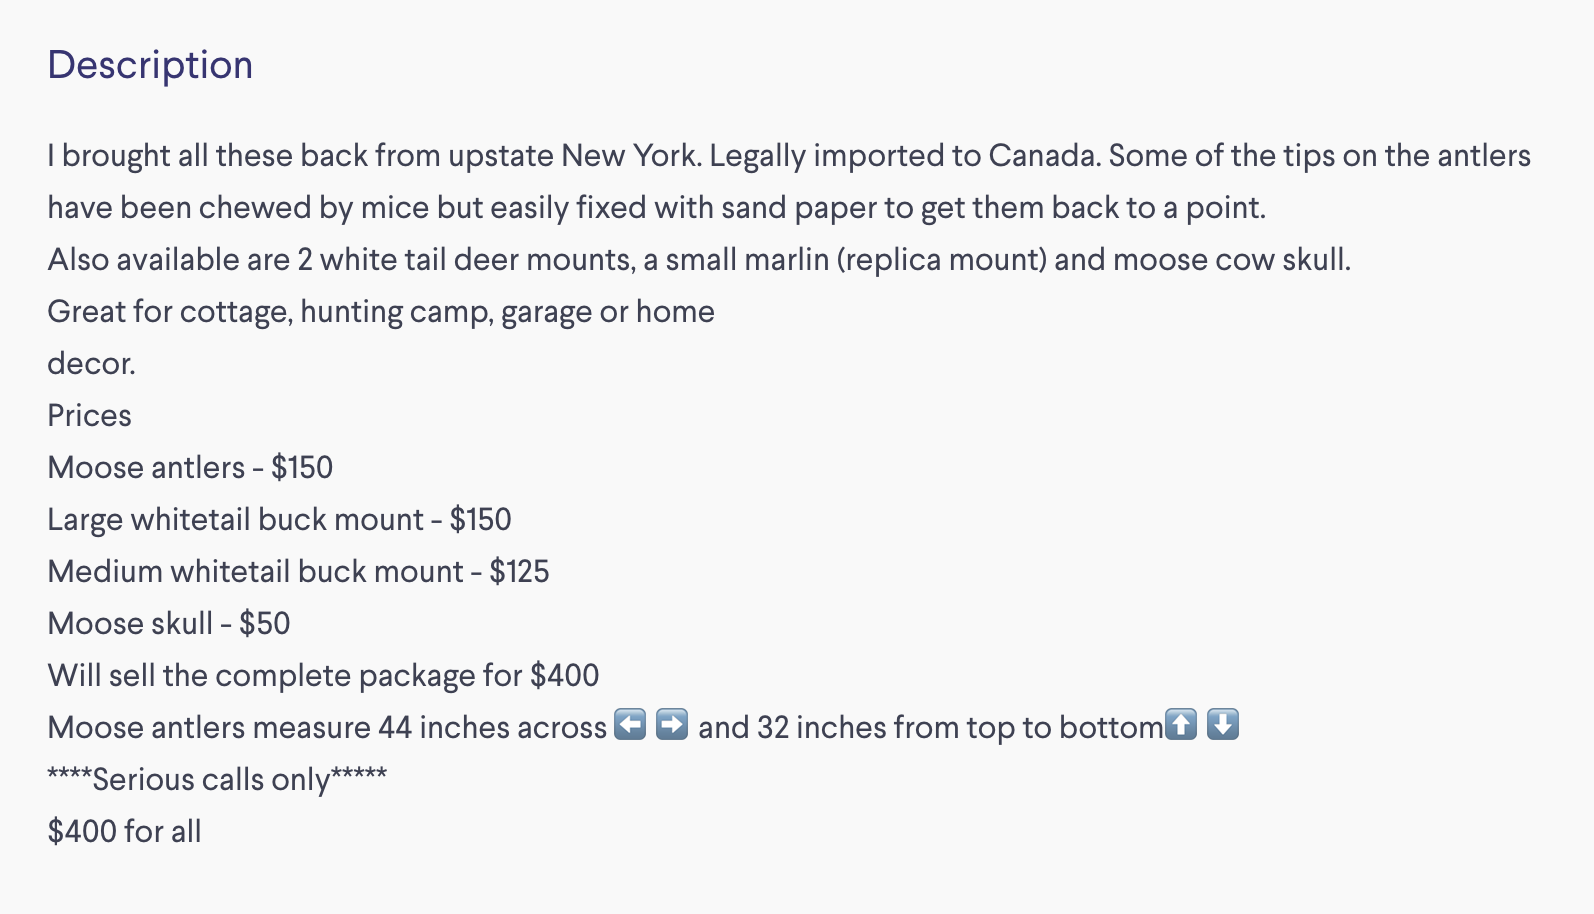 Description
I brought all these back from upstate New York. Legally imported to Canada. Some of the tips on the antlers
have been chewed by mice but easily fixed with sand paper to get them back to a point.
Also available are 2 white tail deer mounts, a small marlin (replica mount) and moose cow skull.
Great for cottage, hunting camp, garage or home
decor.
Prices
Moose antlers - $150
Large whitetail buck mount - $150
Medium whitetail buck mount - $125
Moose skull - $50
Will sell the complete package for $400
Moose antlers measure 44 inches across ⬅️ ➡️ and 32 inches from top to bottom⬆️ ⬇️
****Serious calls only*****
$400 for all